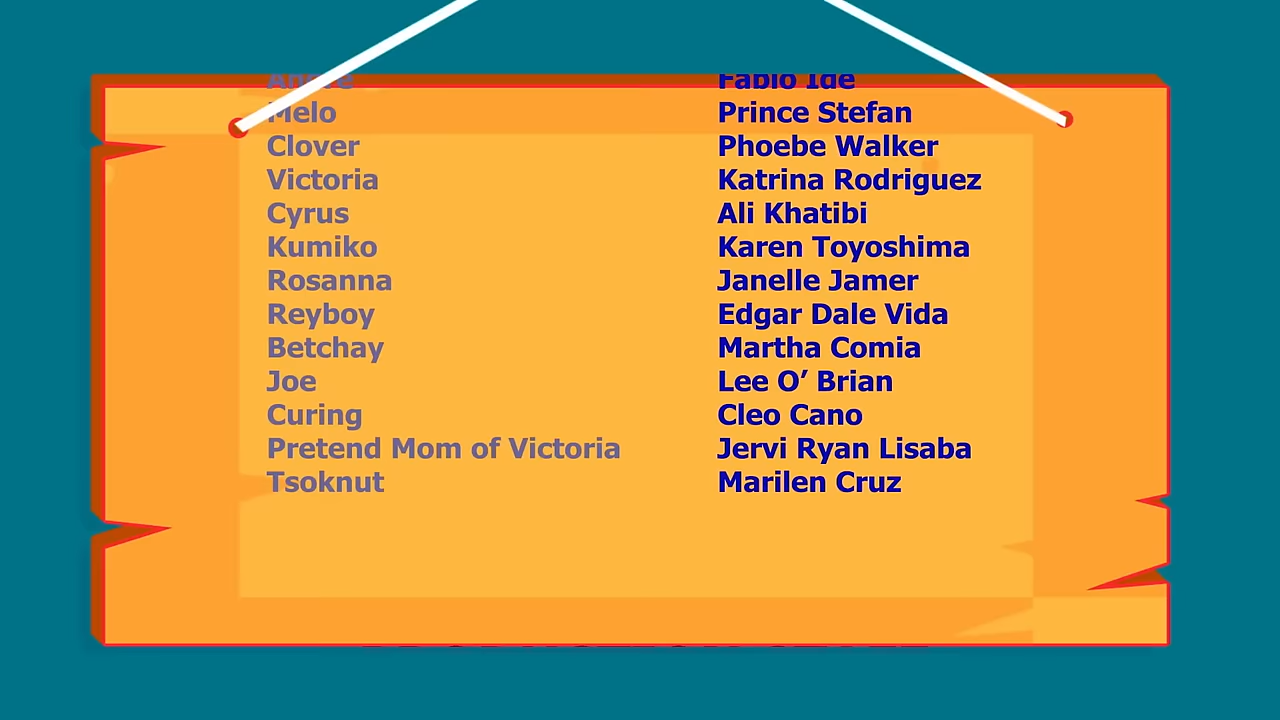 Fabio Ide
Melo Prince Stefan
Clover Phoebe Walker
Victoria Katrina Rodriguez
Cyrus Ali Khatibi
Kumiko Karen Toyoshima
Rosanna Janelle Jamer
Reyboy Edgar Dale Vida
Betchay Martha Comia
Joe Lee O’ Brian
Curing Cleo Cano
Pretend Mom of Victoria Jervi Ryan Lisaba
Tsoknut Marilen Cruz